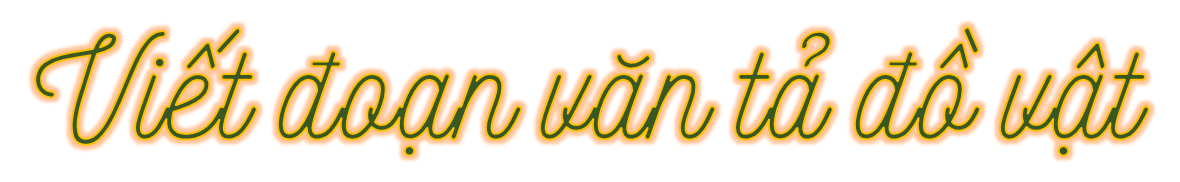 Viết đoạn văn tả đồ vật